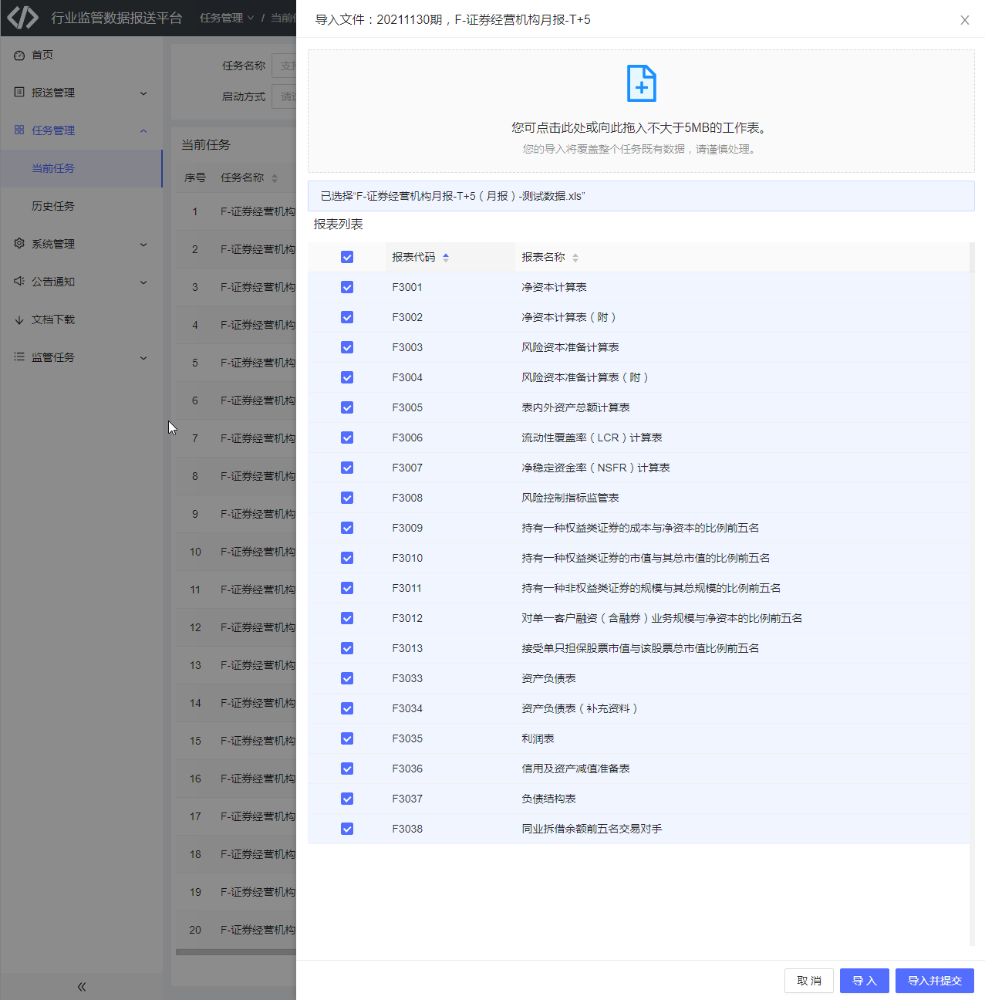 行业监管数据报送平台 任务管理 / 当前
首页
报送管理
任务管理
当前任务
历史任务
系统管理
公告通知
文档下载
监管任务
任务名称
启动方式
当前任务
序号 任务名称
1 F-证券经营机构
2 F-证券经营机构
3 F-证券经营机构
4 F-证券经营机构
5 F-证券经营机构
6 F-证券经营机构
7 F-证券经营机构
8 F-证券经营机构
9 F-证券经营机构
10 F-证券经营机构
11 F-证券经营机构
12 F-证券经营机构
13 F-证券经营机构
14 F-证券经营机构
15 F-证券经营机构
16 F-证券经营机构
17 F-证券经营机构
18 F-证券经营机构
19 F-证券经营机构
20 F-证券经营机构
导入文件：20211130期，F-证券经营机构月报-T+5
您可点击此处或向此拖入不大于5MB的工作表。
您的导入将覆盖整个任务既有数据，请谨慎处理。
已选择“F-证券经营机构月报-T+5（月报）-测试数据.xls”
报表列表
报表代码 报表名称
F3001 净资本计算表
F3002 净资本计算表（附）
F3003 风险资本准备计算表
F3004 风险资本准备计算表（附）
F3005 表内外资产总额计算表
F3006 流动性覆盖率（LCR）计算表
F3007 净稳定资金率（NSFR）计算表
F3008 风险控制指标监管表
F3009 持有一种权益类证券的成本与净资本的比例前五名
F3010 持有一种权益类证券的市值与其总市值的比例前五名
F3011 持有一种非权益类证券的规模与其总规模的比例前五名
F3012 对单一客户融资（含融券）业务规模与净资本的比例前五名
F3013 接受单只担保股票市值与该股票总市值比例前五名
F3033 资产负债表
F3034 资产负债表（补充资料）
F3035 利润表
F3036 信用及资产减值准备表
F3037 负债结构表
F3038 同业拆借余额前五名交易对手
取 消 导 入 导入并提交